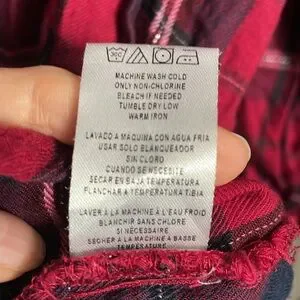 30C
MACHINE WASH COLD
ONLY NON-CHLORINE
BLEACH IF NEEDED
TUMBLE DRY LOW
WARM IRON
LAVADO A MAQUINA CON AGUA FRIA
USAR SOLO BLANQUEADOR
SIN CLORO
CUANDO SE NECESITE
SECAR EN BAJA TEMPERATURA
PLANCHAR A TEMPERATURA TIBIA
LAVER À LA MACHINE À L'EAU FROID
BLANCHIR SANS CHLORE
SI NÉCESSAIRE
SÉCHER À LA MACHINE À BASSE
TEMPÉRATURE